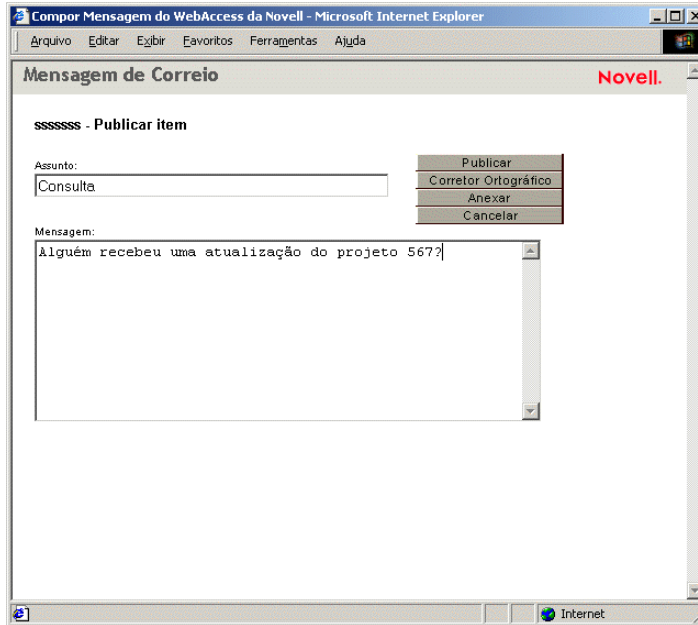 Compor Mensagem do WebAccess da Novell - Microsoft Internet Explorer
Arquivo Editar Exibir Favoritos Ferramentas Ajuda
Mensagem de Correio
Novell.
sssssss - Publicar item
Assunto:
Consulta
Publicar
Corretor Ortográfico
Anexar
Cancelar
Mensagem:
Alguém recebeu uma atualização do projeto 567?
Internet